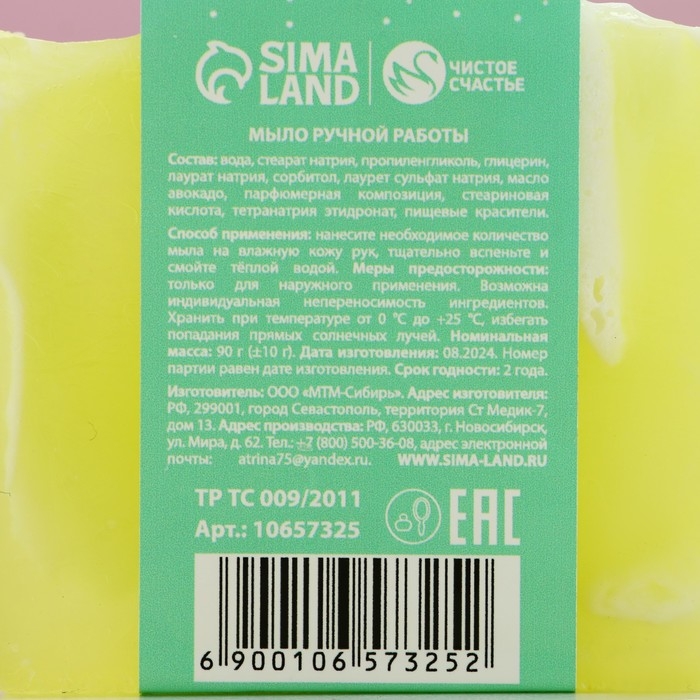 SIMA LAND
ЧИСТОЕ СЧАСТЬЕ
МЫЛО РУЧНОЙ РАБОТЫ
Состав: вода, стеарат натрия, пропиленгликоль, глицерин,
лаурат натрия, сорбитол, лаурет сульфат натрия, масло
авокадо, парфюмерная композиция, стеариновая
кислота, тетранатрия этидронат, пищевые красители.
Способ применения: нанесите необходимое количество
мыла на влажную кожу рук, тщательно вспеньте и
смойте тёплой водой. Меры предосторожности:
только для наружного применения. Возможна
индивидуальная непереносимость ингредиентов.
Хранить при температуре от 0 °С до +25 °С, избегать
попадания прямых солнечных лучей. Номинальная
масса: 90 г (±10 г). Дата изготовления: 08.2024. Номер
партии равен дате изготовления. Срок годности: 2 года.
Изготовитель: ООО «МТМ-Сибирь». Адрес изготовителя:
РФ, 299001, город Севастополь, территория Ст Медик-7,
дом 13. Адрес производства: РФ, 630033, г. Новосибирск,
ул. Мира, д. 62. Тел.: +7 (800) 500-36-08, адрес электронной
почты: atrina75@yandex.ru. WWW.SIMA-LAND.RU
ТР ТС 009/2011
Арт.: 10657325
EAC
6 900106 573252